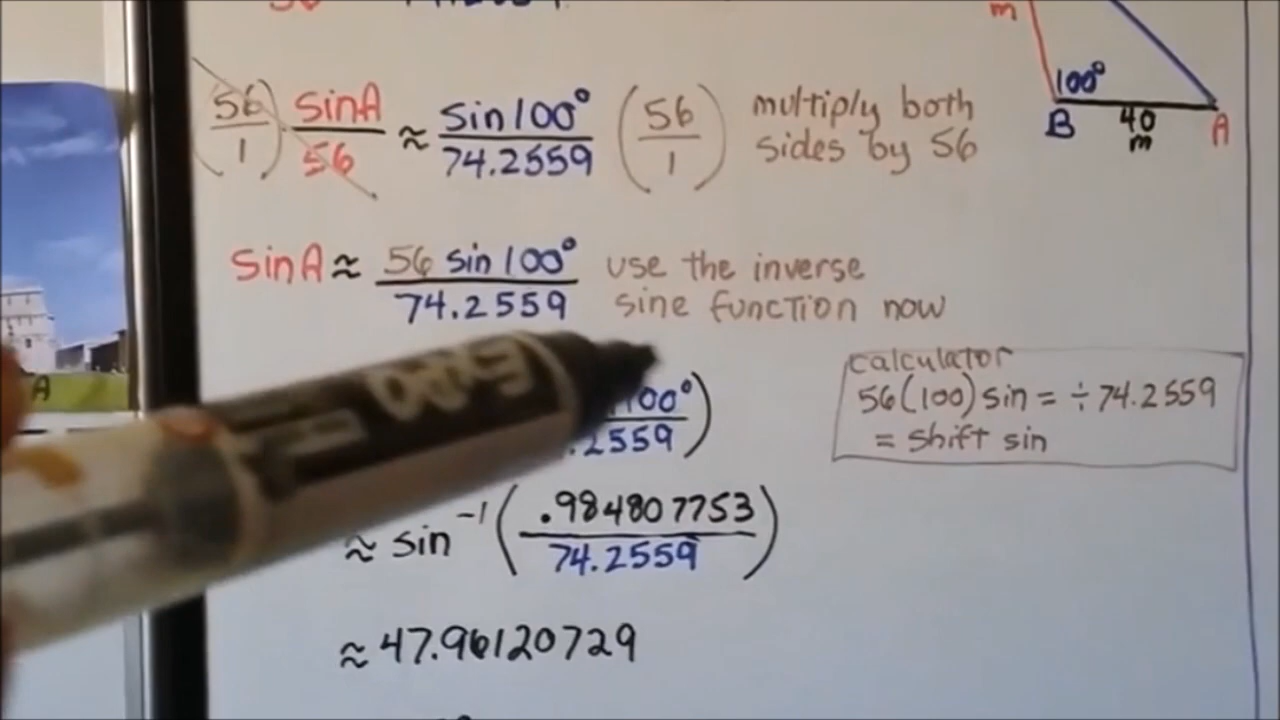 m
(56/1) sinA/56 ≈ sin100°/74.2559 (56/1) multiply both sides by 56
100°
B 40 m A
sinA ≈ 56 sin100°/74.2559 use the inverse sine function now
100°)
.2559
calculator
56(100)sin = ÷74.2559
= shift sin
≈ sin⁻¹(.984807753/74.2559)
≈ 47.96120729
A
EXPO